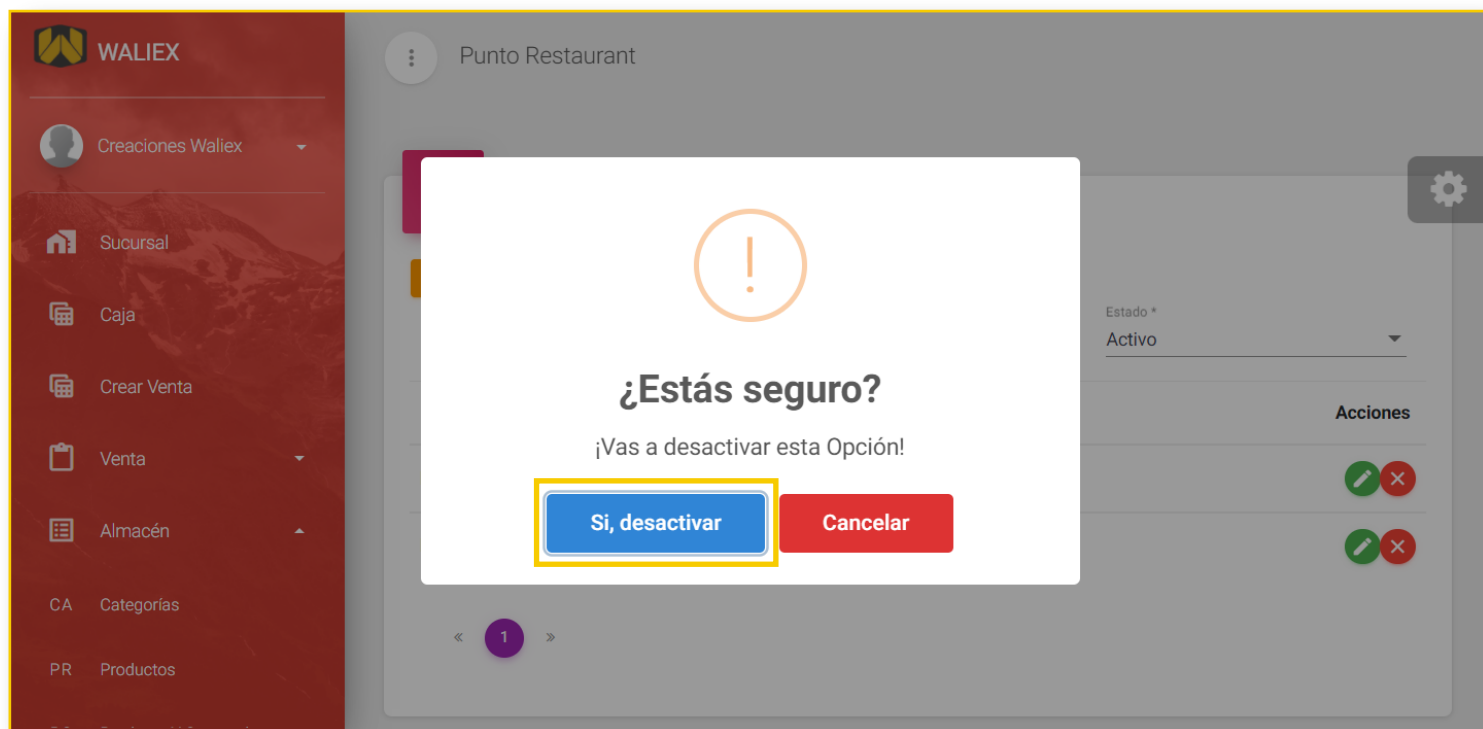 WALIEX
Creaciones Waliex
Sucursal
Caja
Crear Venta
Venta
Almacén
CA Categorías
PR Productos
Punto Restaurant
Estado *
Activo
Acciones
¿Estás seguro?
¡Vas a desactivar esta Opción!
Si, desactivar
Cancelar
« 1 »